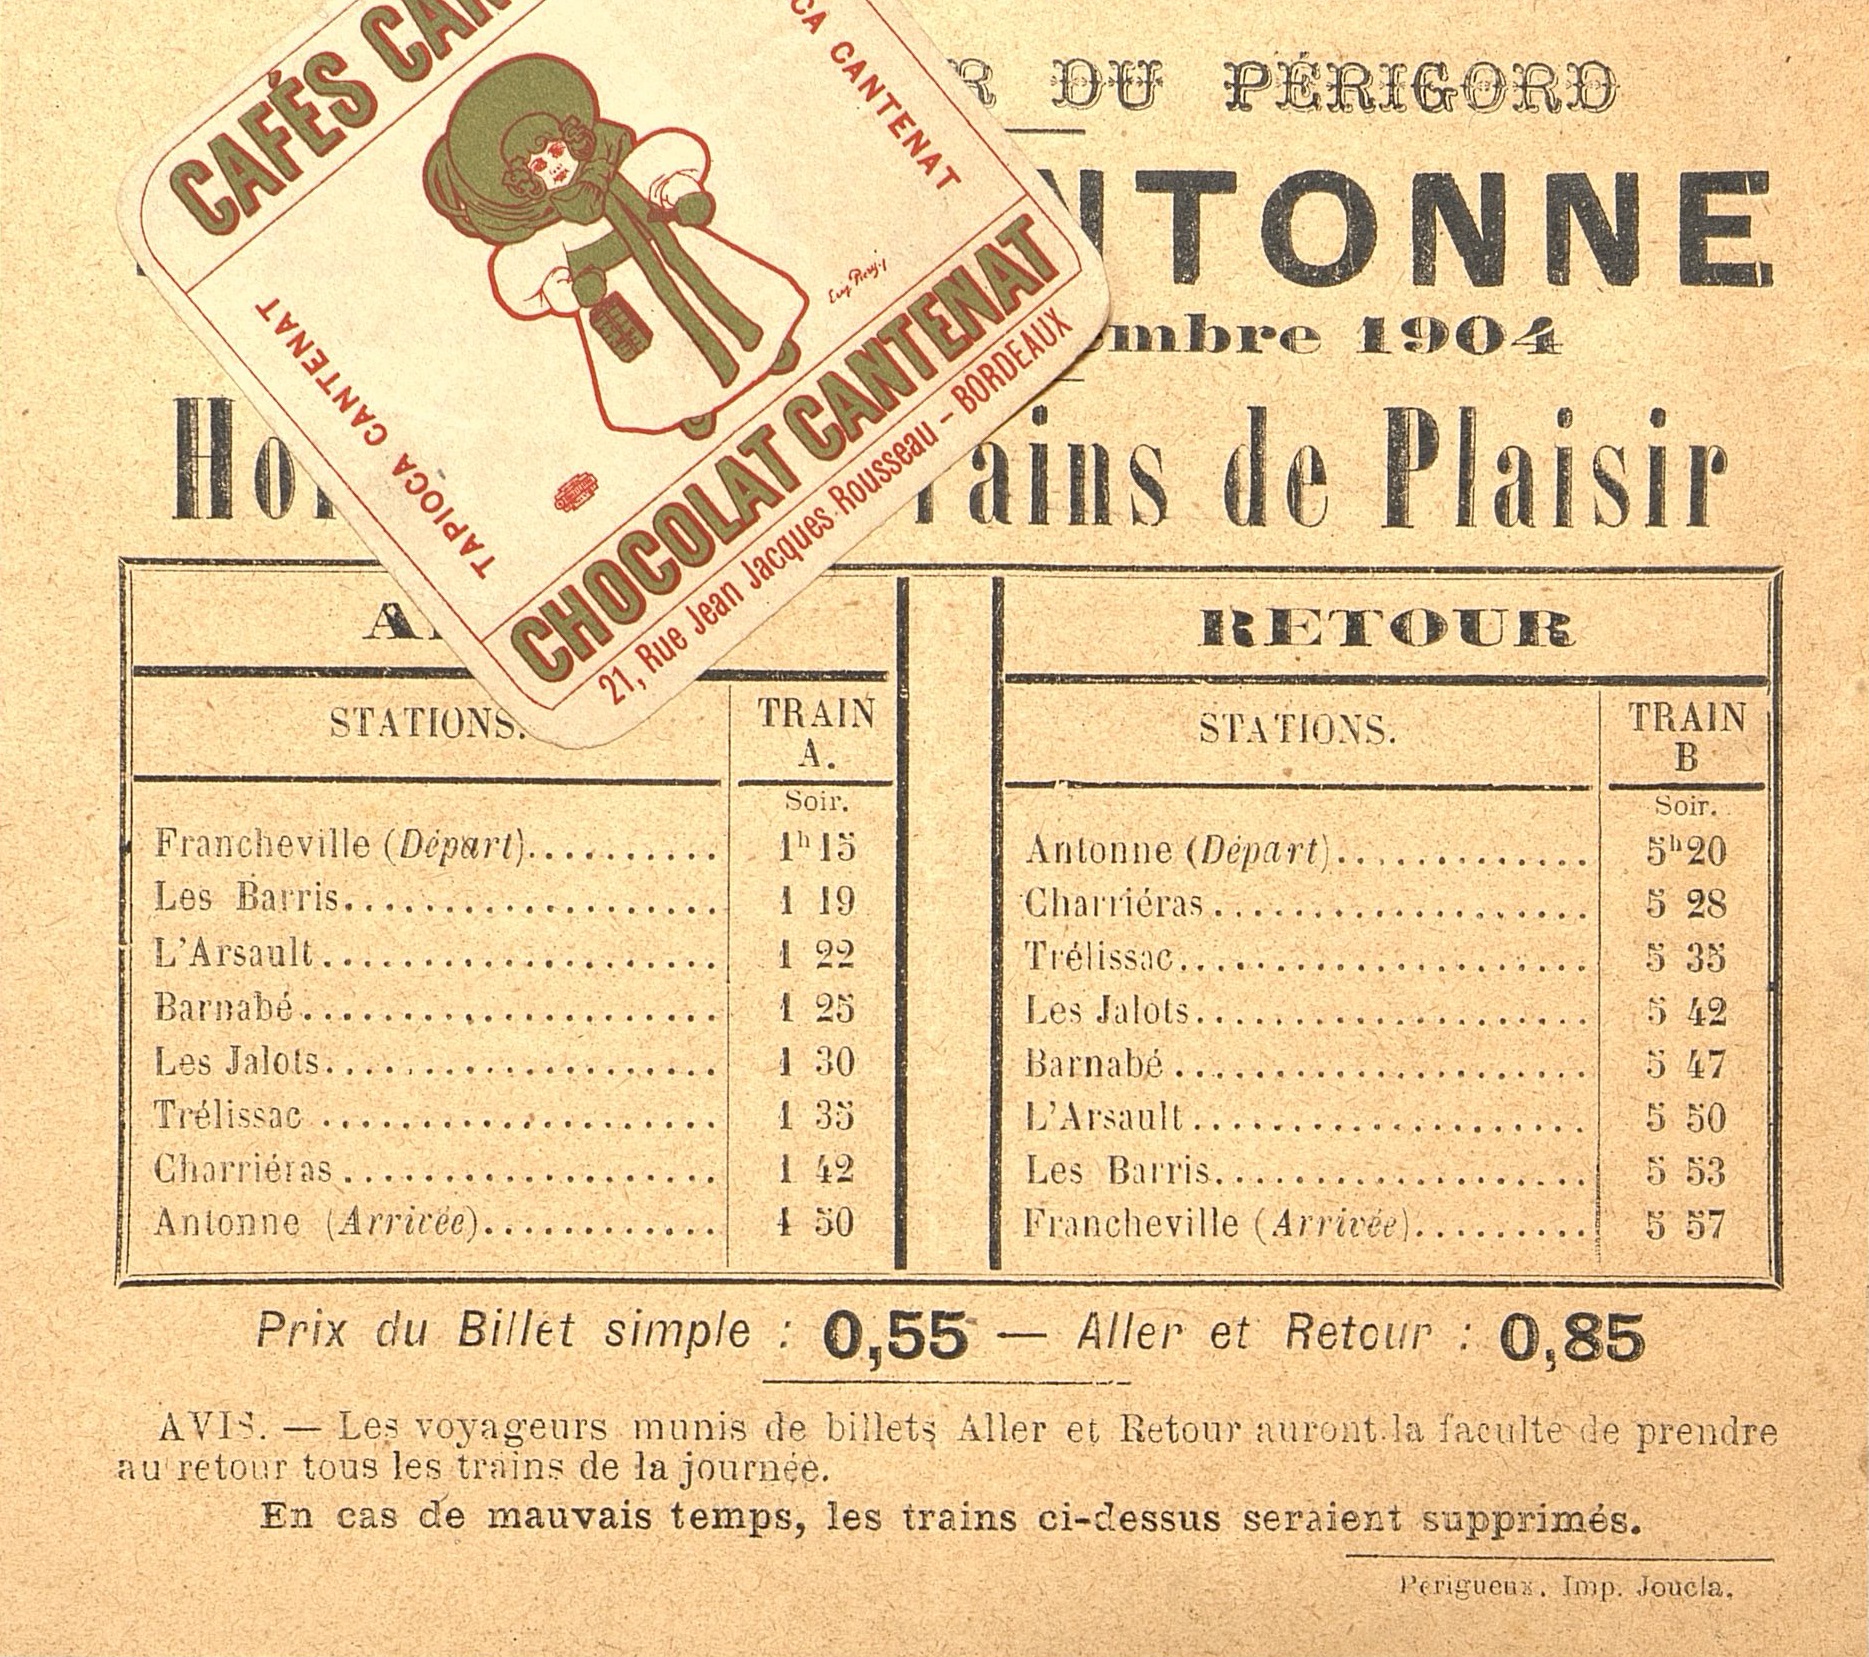 CAFÉS
CA CANTENAT
TAPIOCA CANTENAT
CHOCOLAT CANTENAT
21, Rue Jean Jacques Rousseau – BORDEAUX
R DU PÉRIGORD
NTONNE
embre 1904
Ho ains de Plaisir
RETOUR
STATIONS. TRAIN A. STATIONS. TRAIN B
Soir. Soir.
Francheville (Départ).......... 1h15 Antonne (Départ).............. 5h20
Les Barris.................... 1 19 Charriéras.................... 5 28
L'Arsault..................... 1 22 Trélissac..................... 5 35
Barnabé...................... 1 25 Les Jalots.................... 5 42
Les Jalots.................... 1 30 Barnabé...................... 5 47
Trélissac..................... 1 35 L'Arsault..................... 5 50
Charriéras.................... 1 42 Les Barris.................... 5 53
Antonne (Arrivée)............. 1 50 Francheville (Arrivée)......... 5 57
Prix du Billet simple : 0,55 — Aller et Retour : 0,85
AVIS. — Les voyageurs munis de billets Aller et Retour auront la faculté de prendre
au retour tous les trains de la journée.
En cas de mauvais temps, les trains ci-dessus seraient supprimés.
Périgueux. Imp. Joucla.